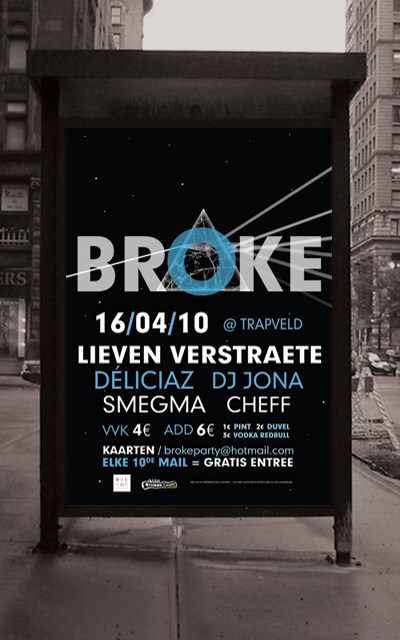 BROKE
16/04/10 @ TRAPVELD
LIEVEN VERSTRAETE
DÉLICIAZ DJ JONA
SMEGMA CHEFF
VVK 4€ ADD 6€ 1€ PINT 2€ DUVEL
3€ VODKA REDBULL
KAARTEN / brokeparty@hotmail.com
ELKE 10DE MAIL = GRATIS ENTREE
ERS